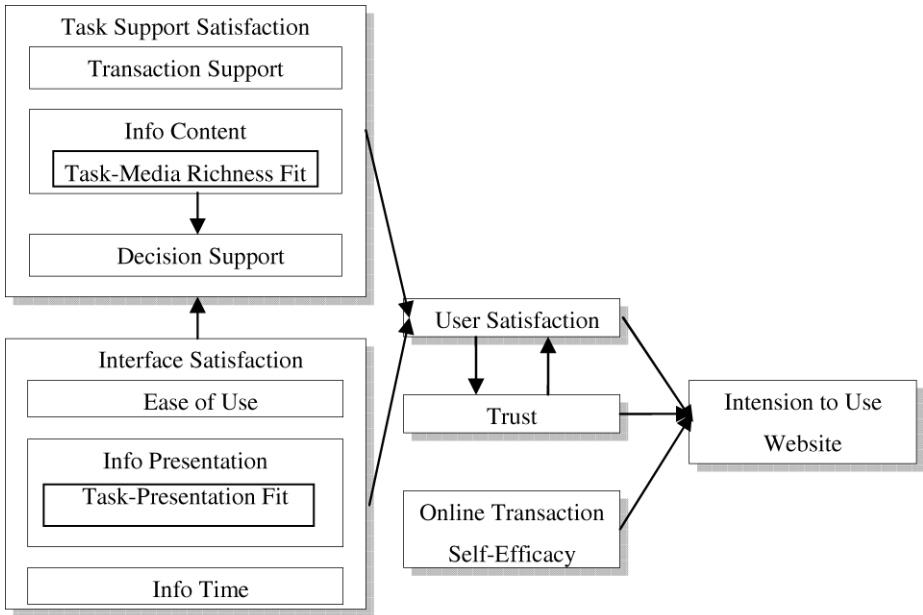 Task Support Satisfaction
Transaction Support
Info Content
Task-Media Richness Fit
Decision Support
Interface Satisfaction
Ease of Use
Info Presentation
Task-Presentation Fit
Info Time
User Satisfaction
Trust
Online Transaction
Self-Efficacy
Intension to Use
Website